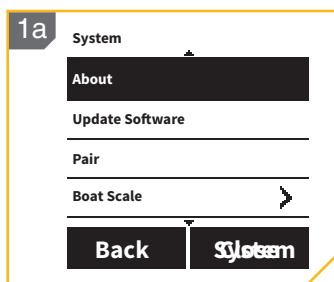 1a
System
About
Update Software
Pair
Boat Scale
Back